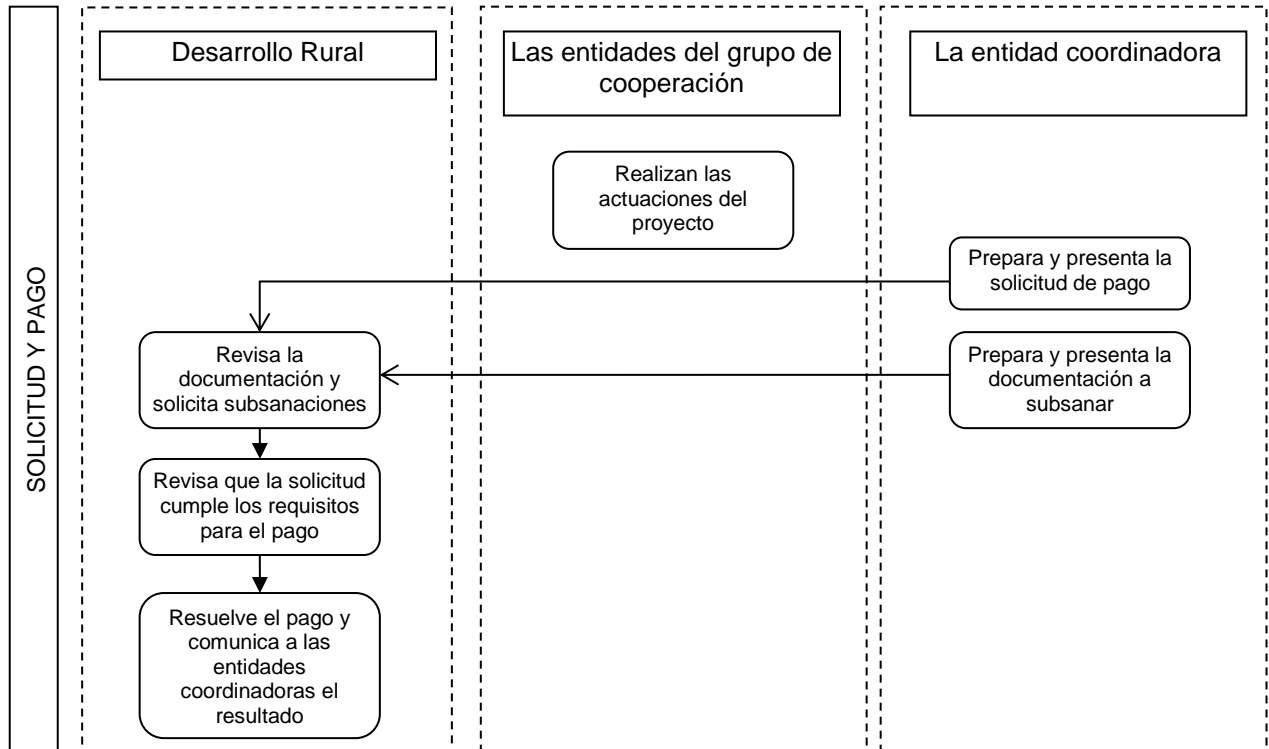 SOLICITUD Y PAGO
Desarrollo Rural
Las entidades del grupo de
cooperación
La entidad coordinadora
Realizan las
actuaciones del
proyecto
Prepara y presenta la
solicitud de pago
Revisa la
documentación y
solicita subsanaciones
Prepara y presenta la
documentación a
subsanar
Revisa que la solicitud
cumple los requisitos
para el pago
Resuelve el pago y
comunica a las
entidades
coordinadoras el
resultado